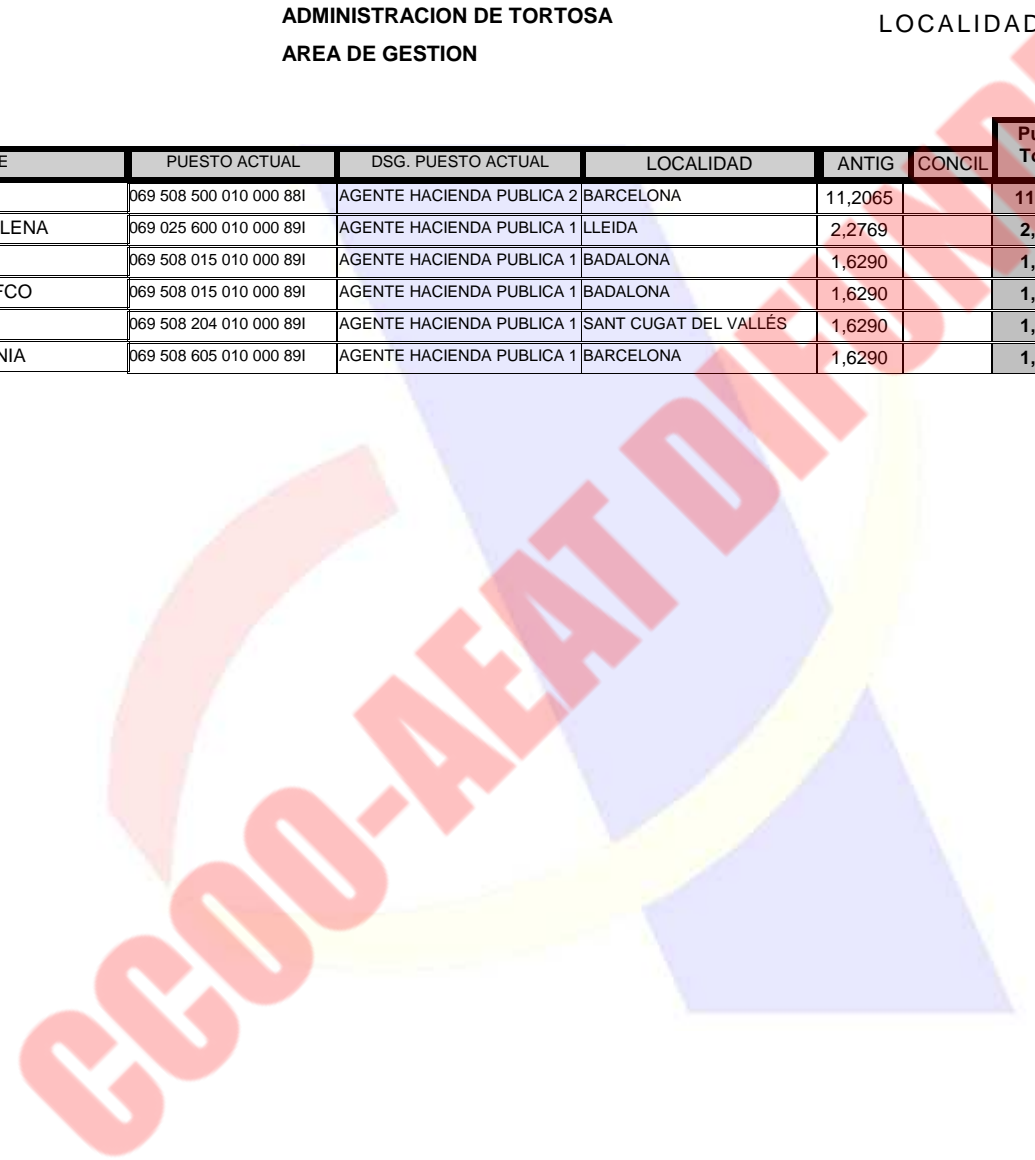 ADMINISTRACION DE TORTOSA
LOCALIDAD
AREA DE GESTION
E PUESTO ACTUAL DSG. PUESTO ACTUAL LOCALIDAD ANTIG CONCIL Pu To
069 508 500 010 000 88I AGENTE HACIENDA PUBLICA 2 BARCELONA 11,2065 11
LENA 069 025 600 010 000 89I AGENTE HACIENDA PUBLICA 1 LLEIDA 2,2769 2,
069 508 015 010 000 89I AGENTE HACIENDA PUBLICA 1 BADALONA 1,6290 1,
FCO 069 508 015 010 000 89I AGENTE HACIENDA PUBLICA 1 BADALONA 1,6290 1,
069 508 204 010 000 89I AGENTE HACIENDA PUBLICA 1 SANT CUGAT DEL VALLÉS 1,6290 1,
NIA 069 508 605 010 000 89I AGENTE HACIENDA PUBLICA 1 BARCELONA 1,6290 1,
CCOO-AEAT DIFUNDE